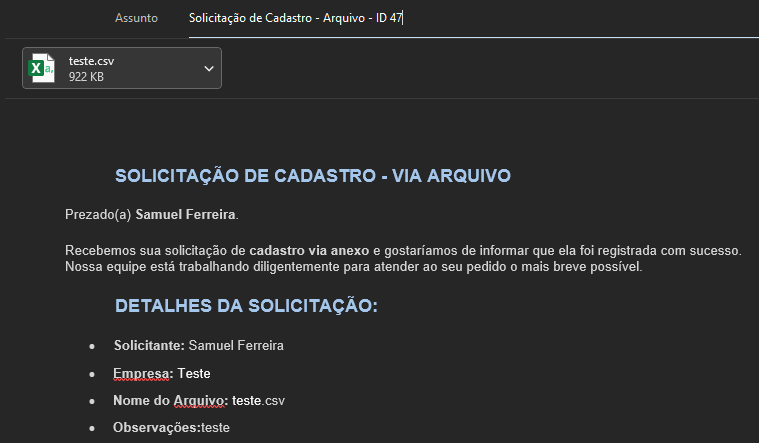 Assunto Solicitação de Cadastro - Arquivo - ID 47
teste.csv
922 KB
SOLICITAÇÃO DE CADASTRO - VIA ARQUIVO
Prezado(a) Samuel Ferreira.
Recebemos sua solicitação de cadastro via anexo e gostaríamos de informar que ela foi registrada com sucesso.
Nossa equipe está trabalhando diligentemente para atender ao seu pedido o mais breve possível.
DETALHES DA SOLICITAÇÃO:
• Solicitante: Samuel Ferreira
• Empresa: Teste
• Nome do Arquivo: teste.csv
• Observações:teste